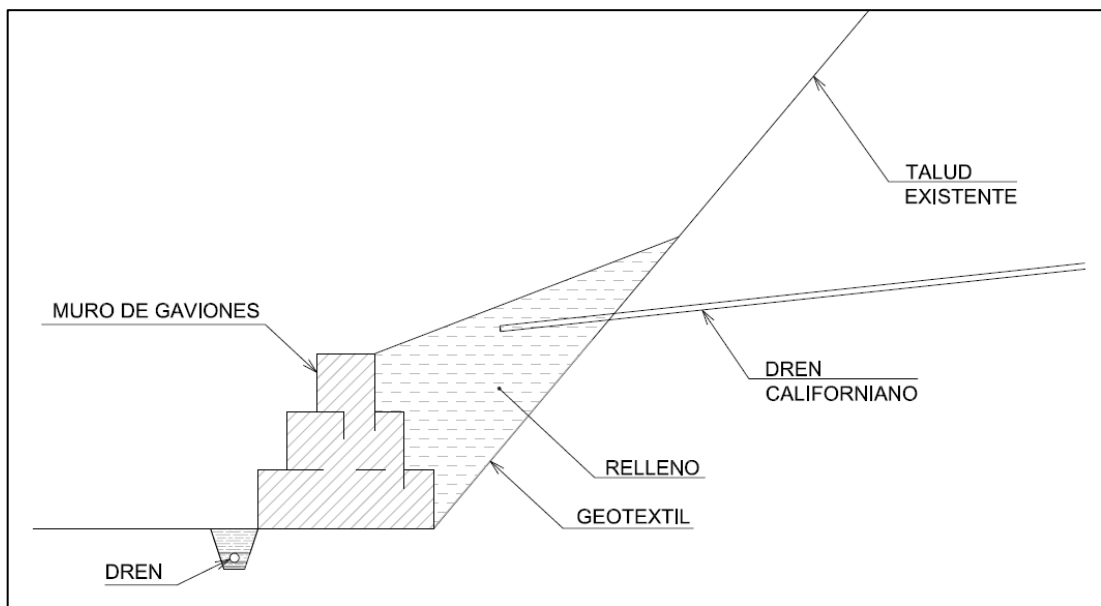 TALUD
EXISTENTE
MURO DE GAVIONES
DREN
CALIFORNIANO
RELLENO
GEOTEXTIL
DREN